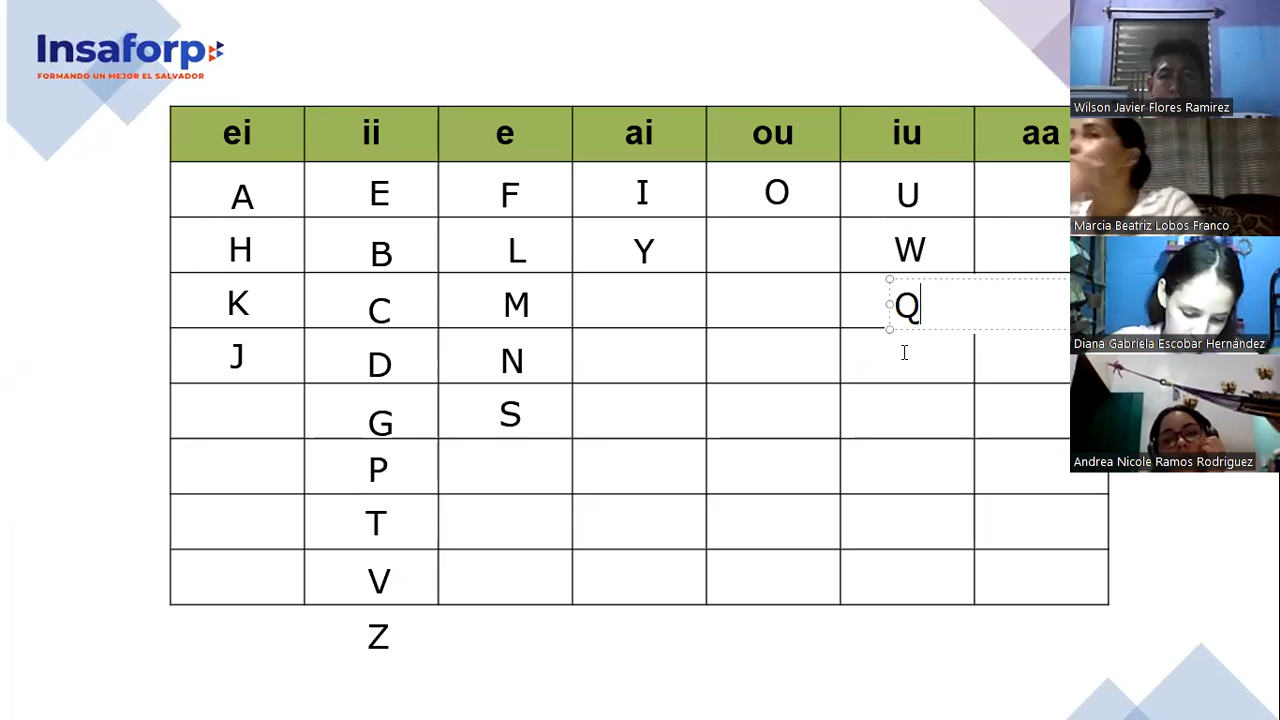 Insaforp
FORMANDO UN MEJOR EL SALVADOR
ei ii e ai ou iu aa
A E F I O U
H B L Y W
K C M Q
J D N
G S
P
T
V
Z
Wilson Javier Flores Ramirez
Marcia Beatriz Lobos Franco
Diana Gabriela Escobar Hernández
Andrea Nicole Ramos Rodriguez